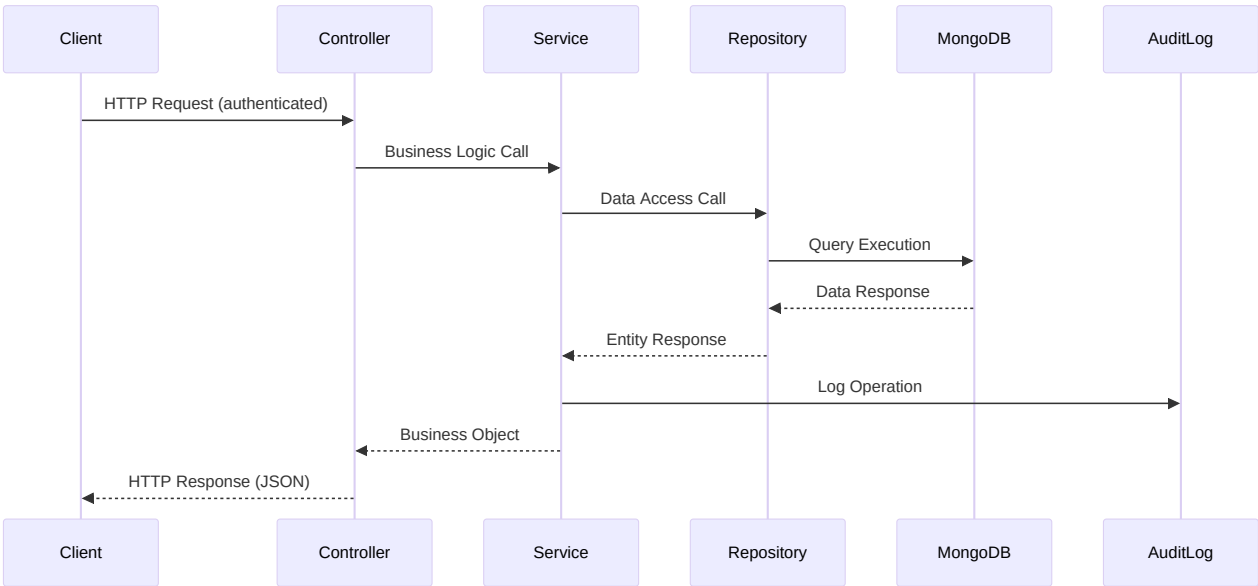 Client
Controller
Service
Repository
MongoDB
AuditLog
HTTP Request (authenticated)
Business Logic Call
Data Access Call
Query Execution
Data Response
Entity Response
Log Operation
Business Object
HTTP Response (JSON)
Client
Controller
Service
Repository
MongoDB
AuditLog